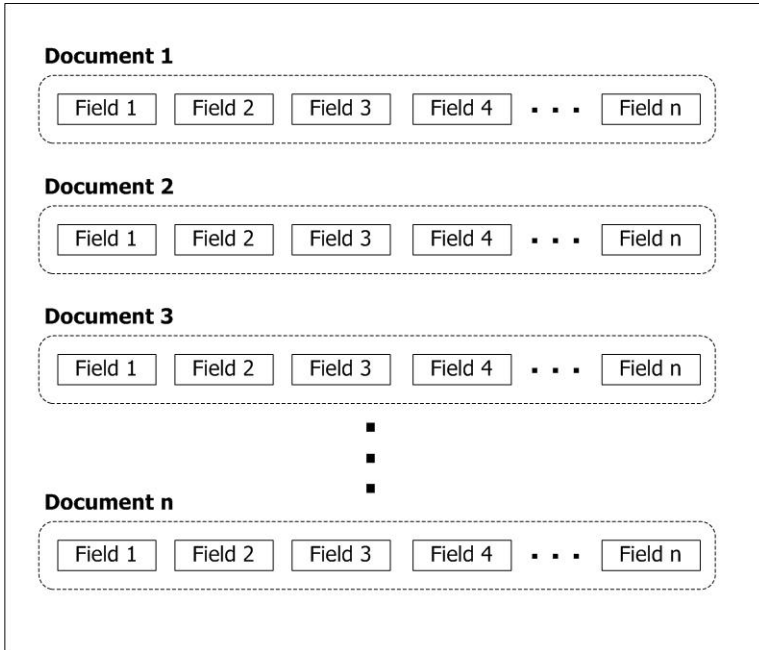 Document 1
Field 1 Field 2 Field 3 Field 4 . . . Field n
Document 2
Field 1 Field 2 Field 3 Field 4 . . . Field n
Document 3
Field 1 Field 2 Field 3 Field 4 . . . Field n
Document n
Field 1 Field 2 Field 3 Field 4 . . . Field n